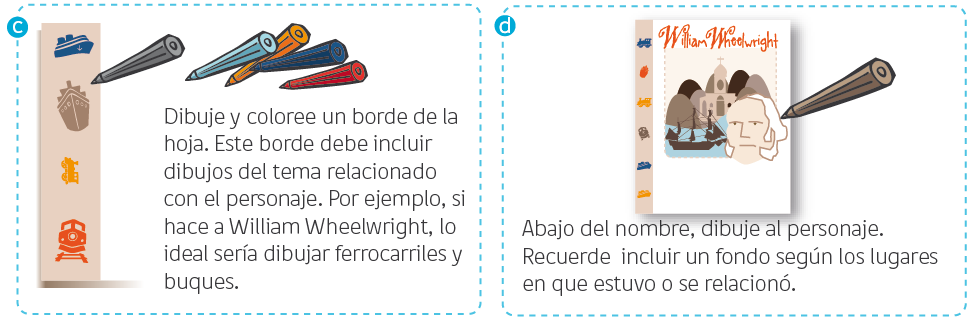 c
Dibuje y coloree un borde de la
hoja. Este borde debe incluir
dibujos del tema relacionado
con el personaje. Por ejemplo, si
hace a William Wheelwright, lo
ideal sería dibujar ferrocarriles y
buques.
d
William Wheelwright
Abajo del nombre, dibuje al personaje.
Recuerde incluir un fondo según los lugares
en que estuvo o se relacionó.